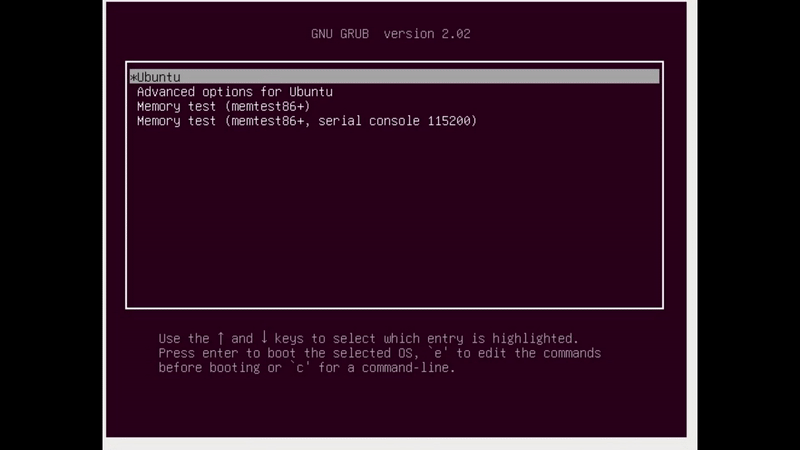 GNU GRUB  version 2.02
*Ubuntu
Advanced options for Ubuntu
Memory test (memtest86+)
Memory test (memtest86+, serial console 115200)
Use the ↑ and ↓ keys to select which entry is highlighted.
Press enter to boot the selected OS, `e' to edit the commands
before booting or `c' for a command-line.